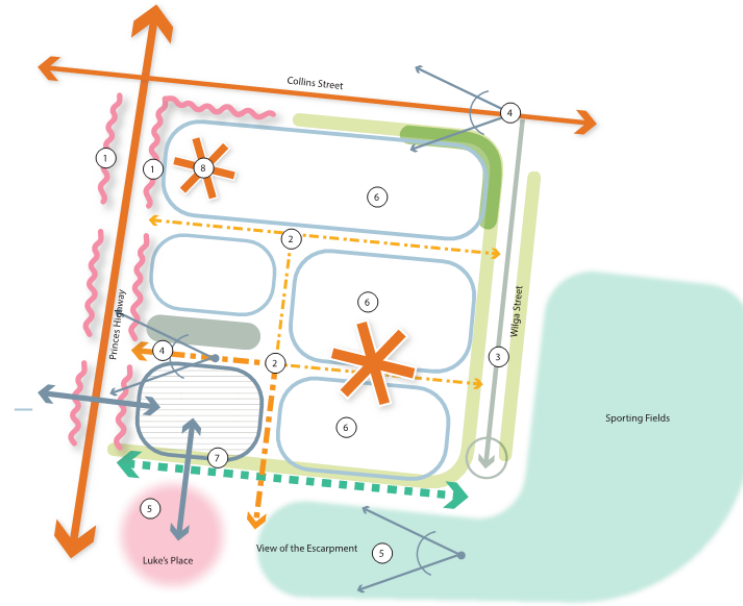 Collins Street
4
1
1
8
6
2
6
Princes Highway
Wilga Street
4
2
3
6
Sporting Fields
7
5
Luke's Place
View of the Escarpment
5